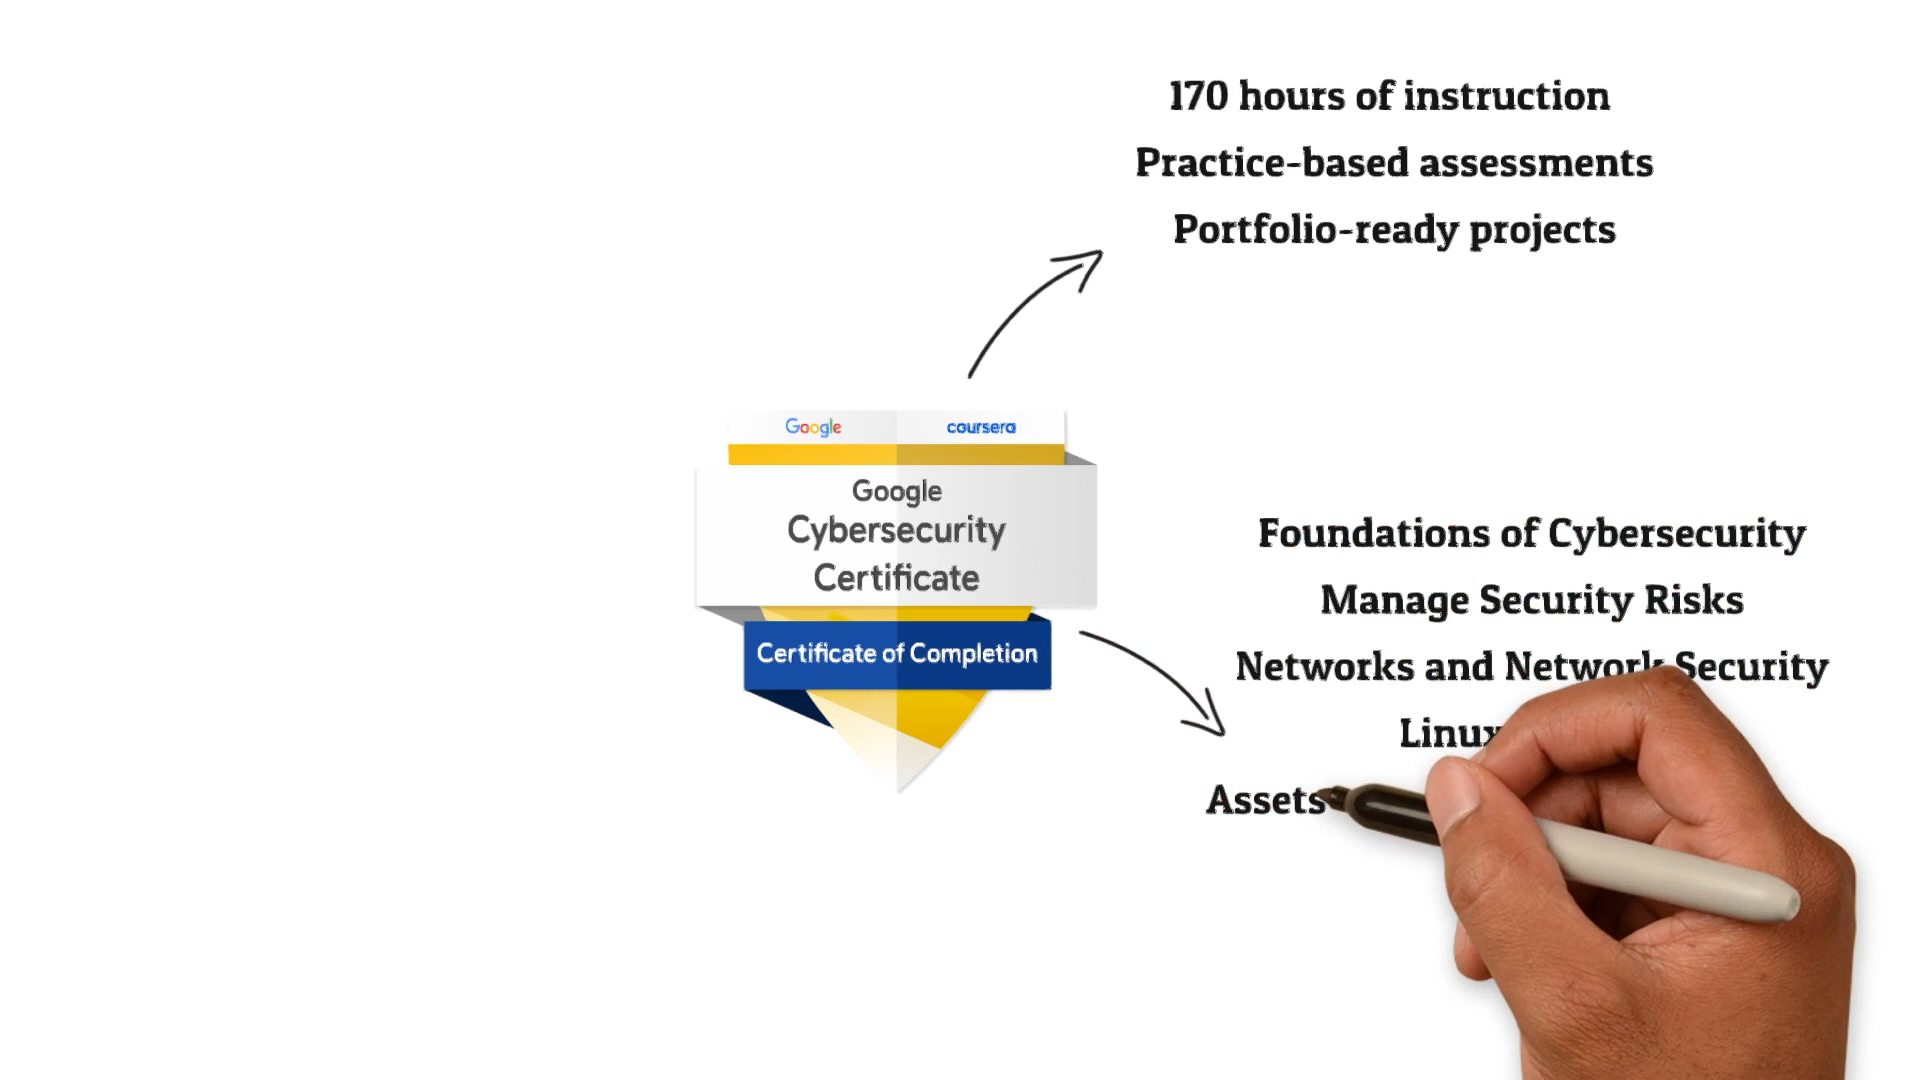 170 hours of instruction
Practice-based assessments
Portfolio-ready projects
Google coursera
Google
Cybersecurity
Certificate
Certificate of Completion
Foundations of Cybersecurity
Manage Security Risks
Networks and Network Security
Linux
Assets